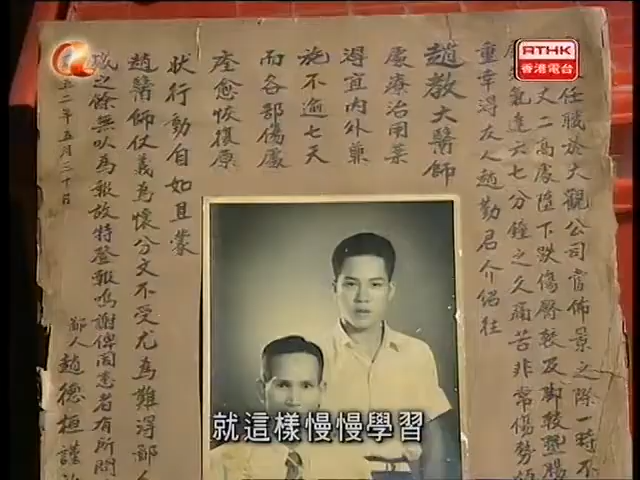 RTHK
香港電台
任職於大觀公司當佈景之際一時不
丈二高處墮下跌傷臀較及腳較
氣達六七分鐘之久痛苦非常傷勢
重幸得友人趙勤君介紹往
趙教大醫師
處療治用葉
得宜內外兼
施不逾七天
而各部傷處
痊愈恢復原
狀行動自如且蒙
趙醫師仗義為懷分文不受尤為難得鄙
之餘無以為報故特登報鳴謝俾同患者有所問
鄙人趙德桓謹
五二年五月三十日
就這樣慢慢學習